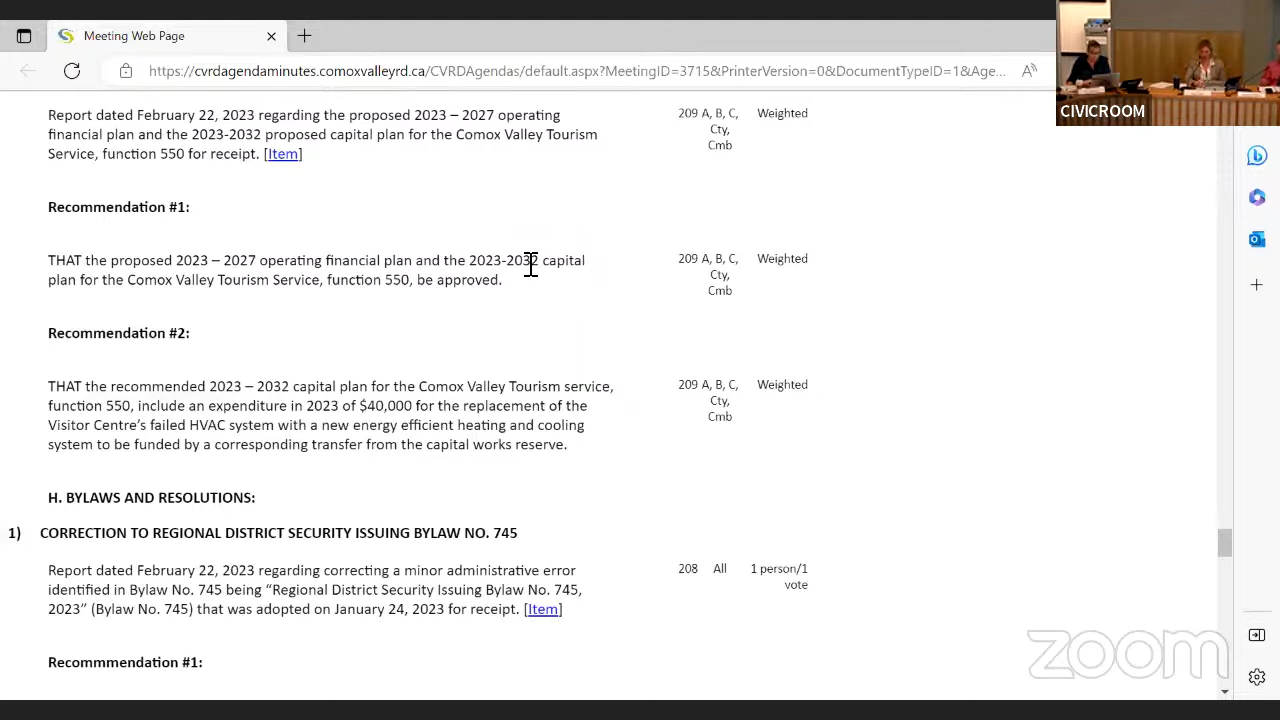 Meeting Web Page
https://cvrdagendaminutes.comoxvalleyrd.ca/CVRDAgendas/default.aspx?MeetingID=3715&PrinterVersion=0&DocumentTypeID=1&Age...
CIVICROOM
Report dated February 22, 2023 regarding the proposed 2023 – 2027 operating
financial plan and the 2023-2032 proposed capital plan for the Comox Valley Tourism
Service, function 550 for receipt. [Item]
209 A, B, C, Weighted
Cty,
Cmb
Recommendation #1:
THAT the proposed 2023 – 2027 operating financial plan and the 2023-2032 capital
plan for the Comox Valley Tourism Service, function 550, be approved.
209 A, B, C, Weighted
Cty,
Cmb
Recommendation #2:
THAT the recommended 2023 – 2032 capital plan for the Comox Valley Tourism service,
function 550, include an expenditure in 2023 of $40,000 for the replacement of the
Visitor Centre’s failed HVAC system with a new energy efficient heating and cooling
system to be funded by a corresponding transfer from the capital works reserve.
209 A, B, C, Weighted
Cty,
Cmb
H. BYLAWS AND RESOLUTIONS:
1) CORRECTION TO REGIONAL DISTRICT SECURITY ISSUING BYLAW NO. 745
Report dated February 22, 2023 regarding correcting a minor administrative error
identified in Bylaw No. 745 being “Regional District Security Issuing Bylaw No. 745,
2023” (Bylaw No. 745) that was adopted on January 24, 2023 for receipt. [Item]
208 All 1 person/1
vote
Recommmendation #1:
zoom